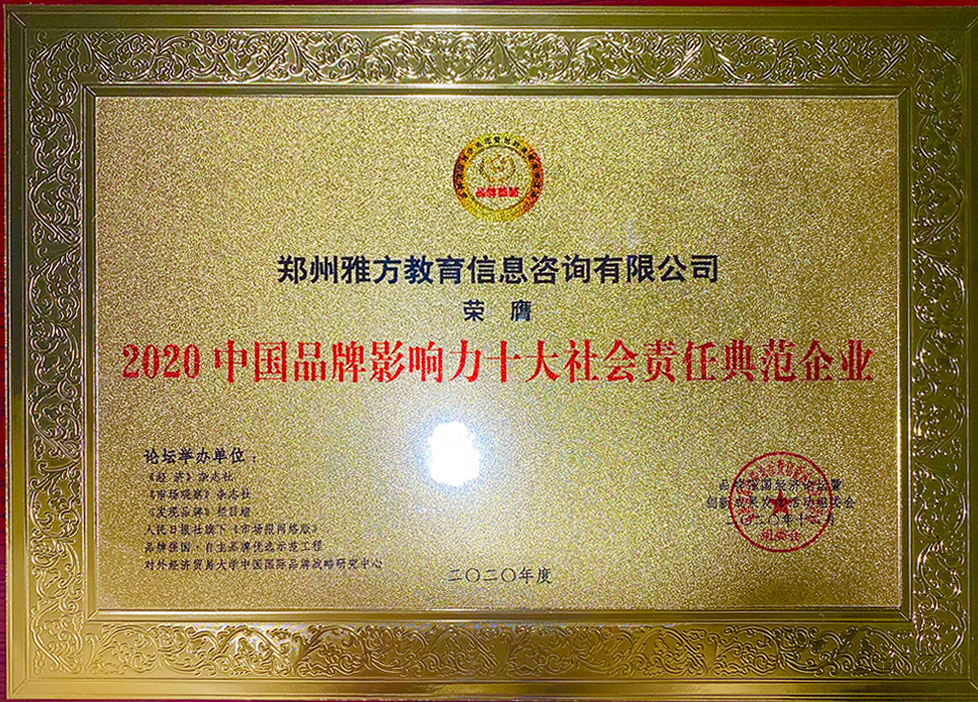 郑州雅方教育信息咨询有限公司
荣膺
2020中国品牌影响力十大社会责任典范企业
论坛举办单位：
《经 济》杂志社
《市场观察》杂志社
《发现品牌》栏目组
人民日报社旗下《市场报网络版》
品牌强国·自主品牌优选示范工程
对外经济贸易大学中国国际品牌战略研究中心
二〇二〇年度